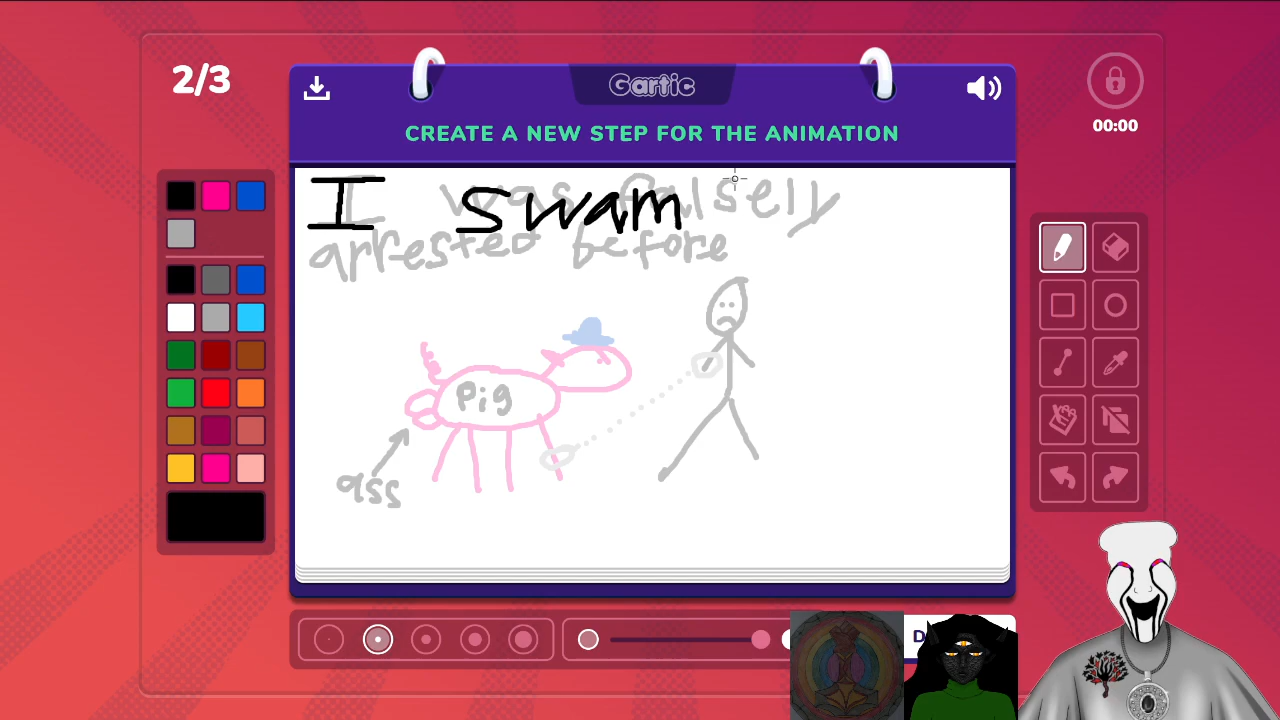 2/3
Gartic
CREATE A NEW STEP FOR THE ANIMATION
00:00
I swam
I was falsely
arrested before
Pig
ass
D